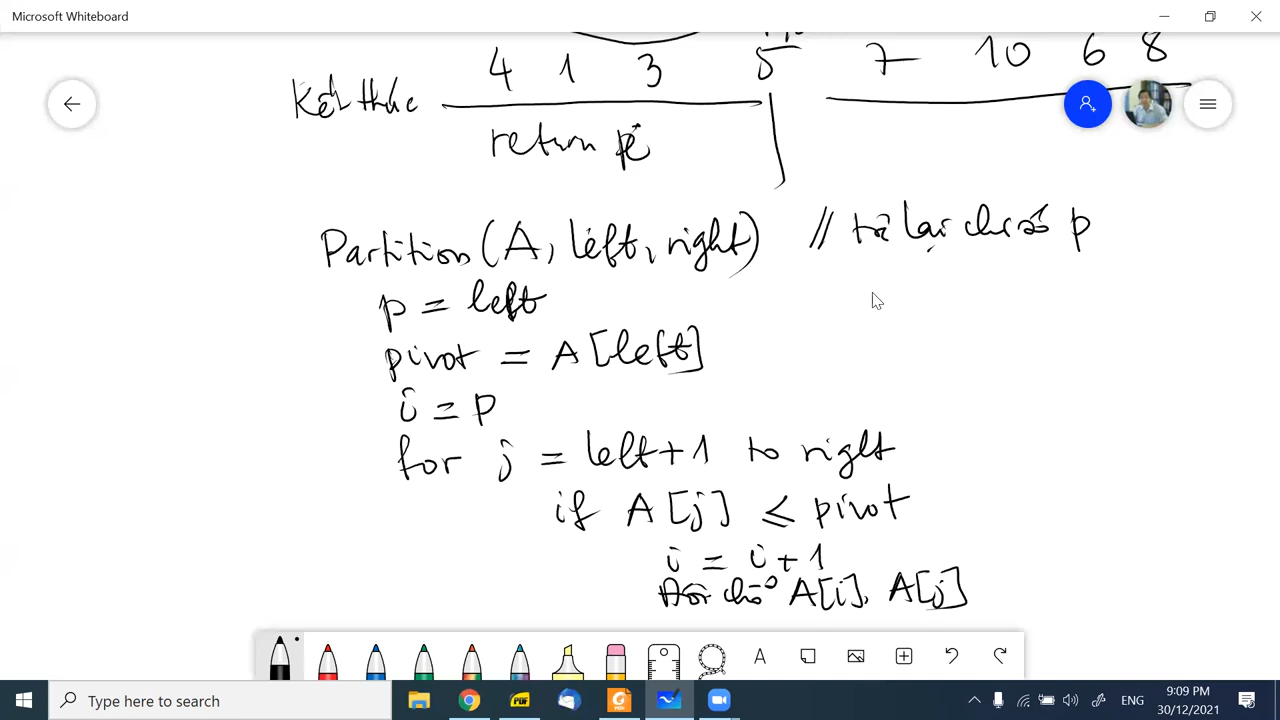 Microsoft Whiteboard
4 1 3 5 7 10 6 8
Kết thúc
return
Partition(A, left, right) // trả lại chỉ số p
p = left
pivot = A[left]
i = p
for j = left+1 to right
if A[j] ≤ pivot
i = i+1
Đổi chỗ A[i], A[j]
Type here to search
ENG
9:09 PM
30/12/2021